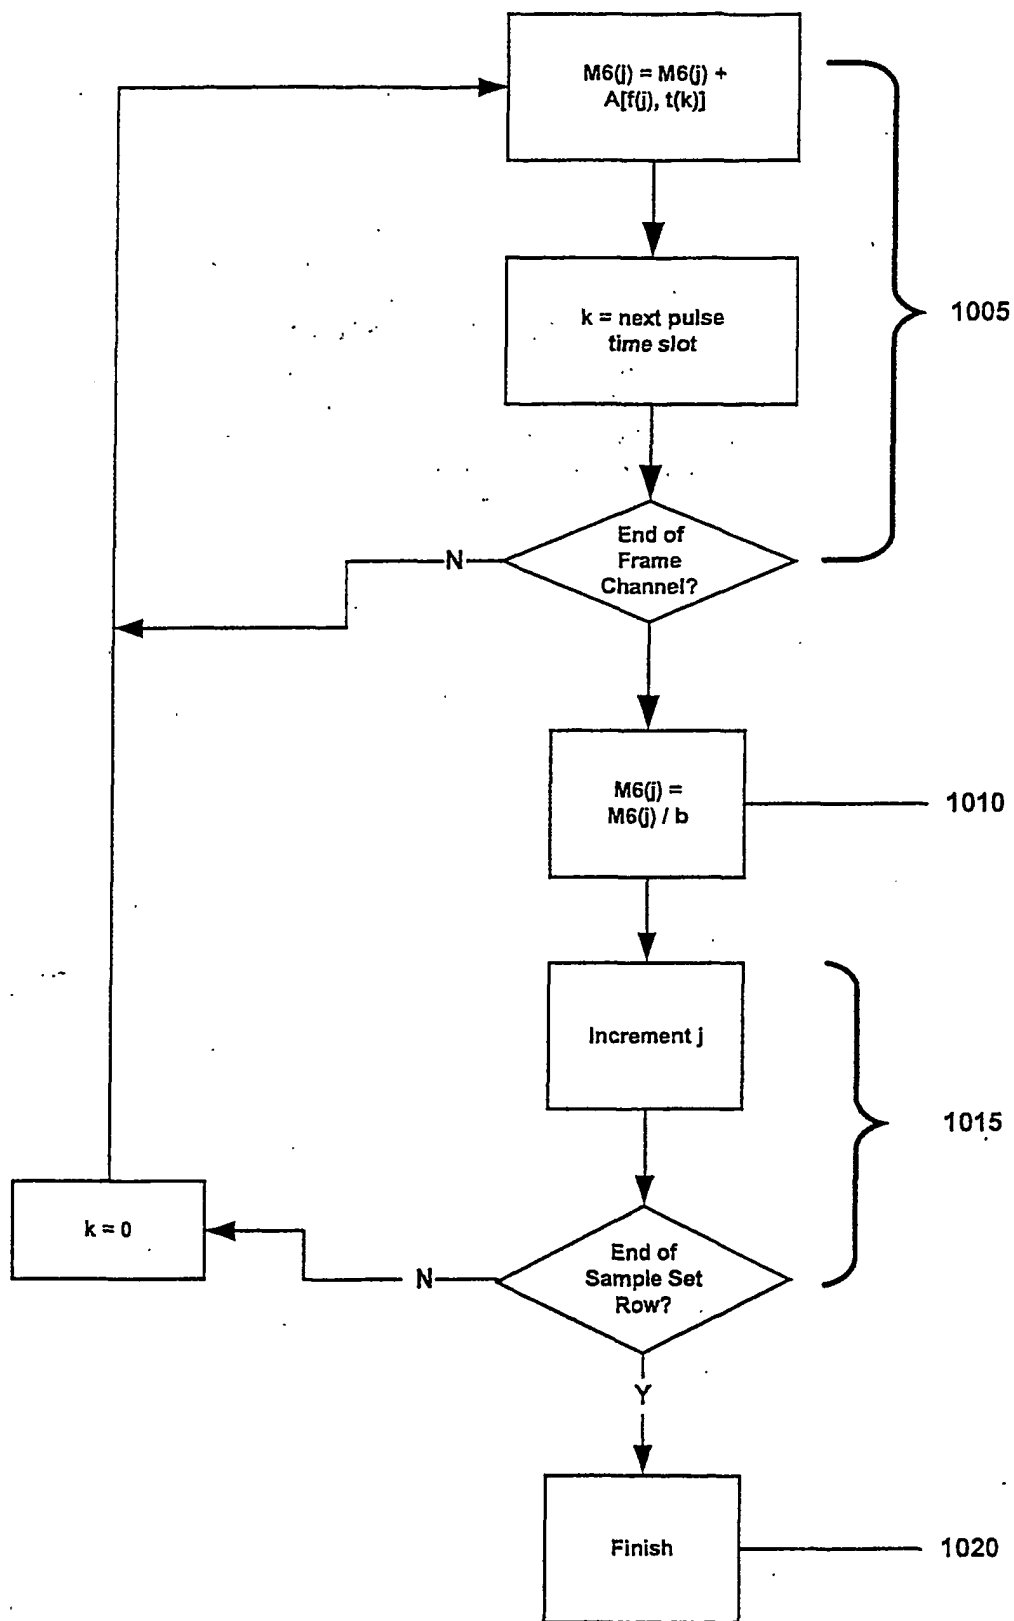 M6(j) = M6(j) +
A[f(j), t(k)]
k = next pulse
time slot
1005
End of
Frame
Channel?
N
M6(j) =
M6(j) / b
1010
Increment j
1015
k = 0
N
End of
Sample Set
Row?
Y
Finish
1020